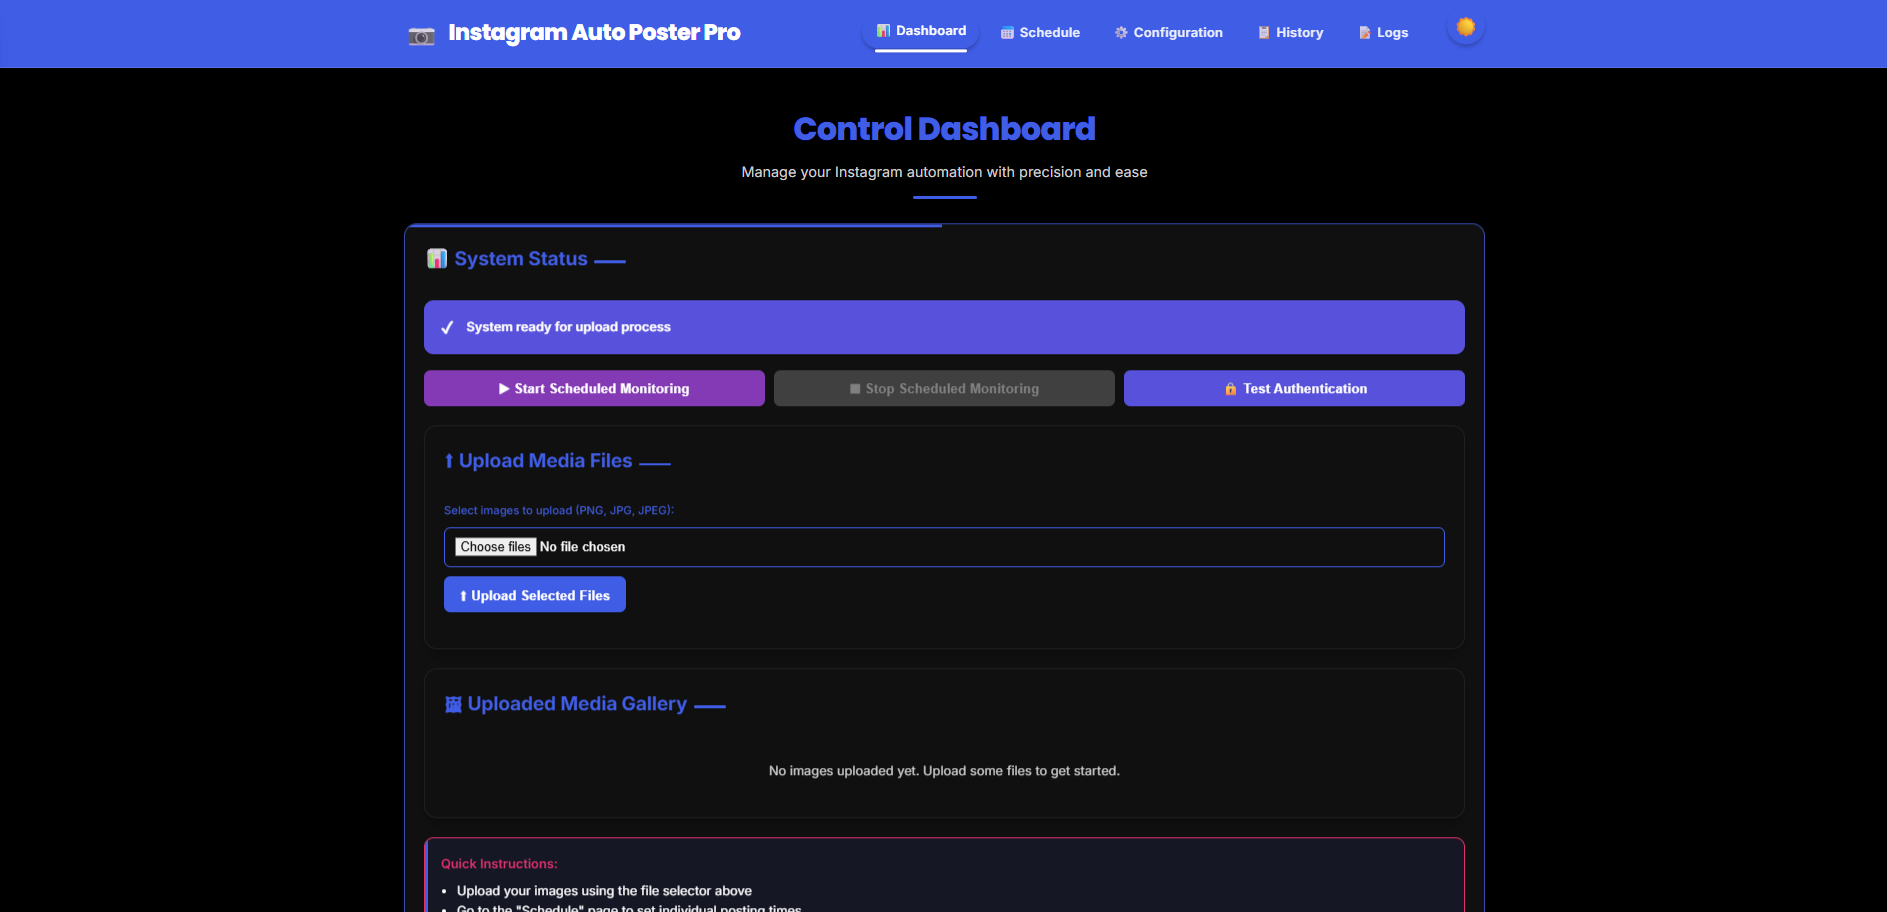 Instagram Auto Poster Pro
Dashboard
Schedule
Configuration
History
Logs
Control Dashboard
Manage your Instagram automation with precision and ease
System Status
System ready for upload process
Start Scheduled Monitoring
Stop Scheduled Monitoring
Test Authentication
Upload Media Files
Select images to upload (PNG, JPG, JPEG):
Choose files No file chosen
Upload Selected Files
Uploaded Media Gallery
No images uploaded yet. Upload some files to get started.
Quick Instructions:
Upload your images using the file selector above
Go to the "Schedule" page to set individual posting times